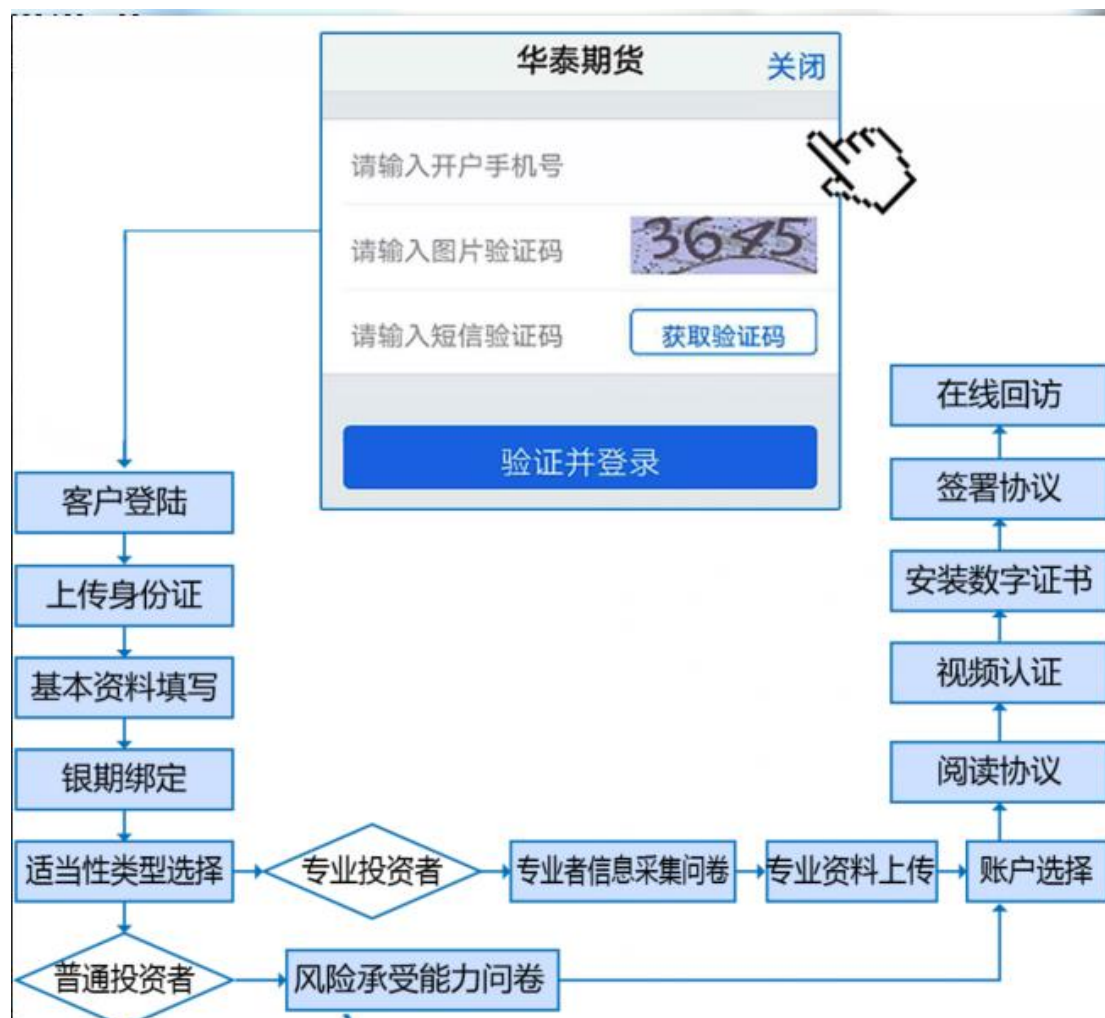 华泰期货 关闭
请输入开户手机号
请输入图片验证码 3645
请输入短信验证码 获取验证码
验证并登录
客户登陆
上传身份证
基本资料填写
银期绑定
适当性类型选择
专业投资者
专业者信息采集问卷
专业资料上传
账户选择
普通投资者
风险承受能力问卷
阅读协议
视频认证
安装数字证书
签署协议
在线回访